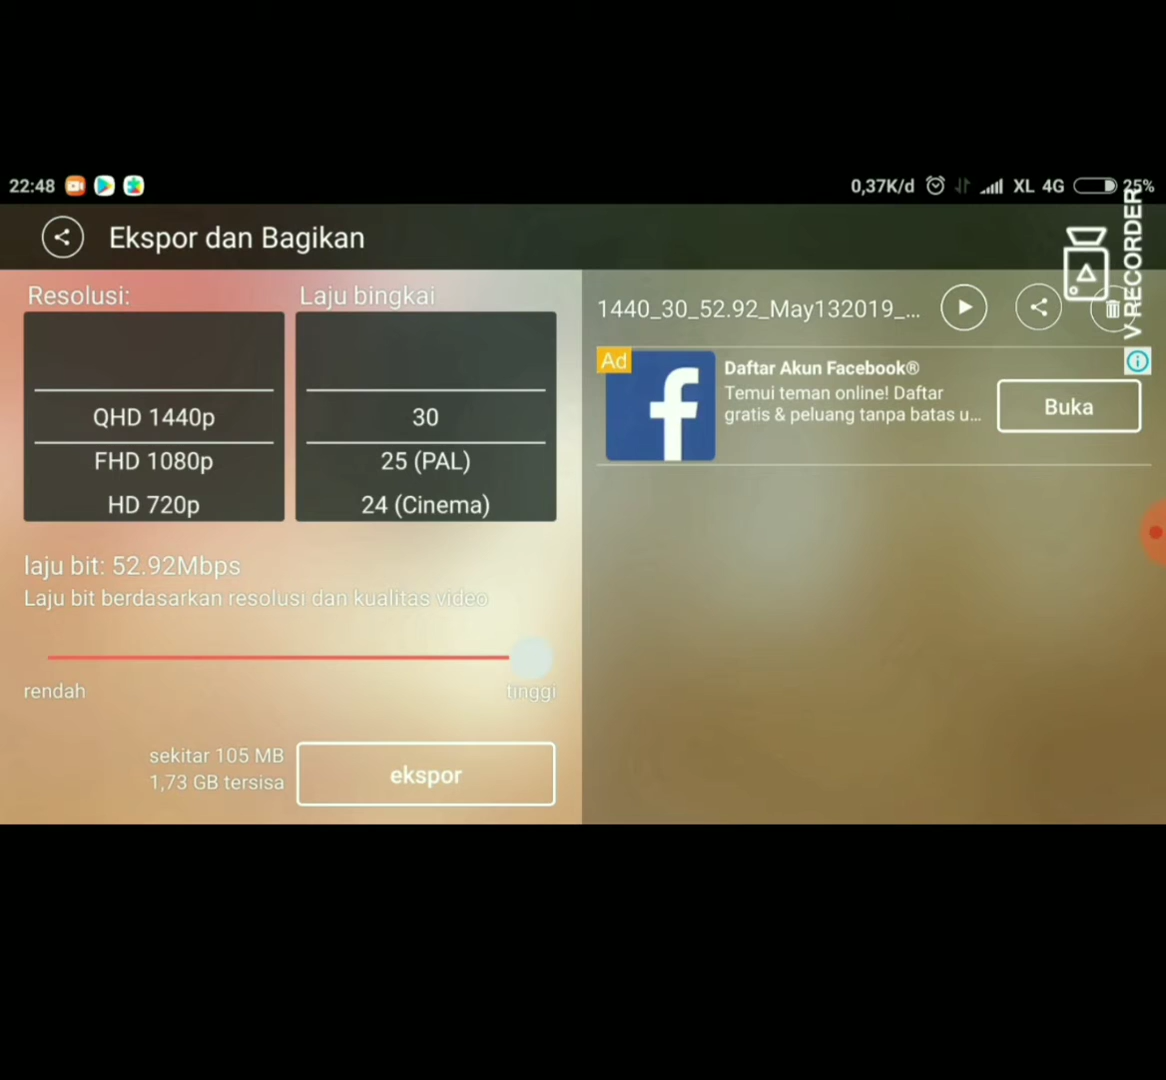 22:48
0,37K/d
XL 4G
25%
V RECORDER
Ekspor dan Bagikan
Resolusi:
Laju bingkai
QHD 1440p
FHD 1080p
HD 720p
30
25 (PAL)
24 (Cinema)
laju bit: 52.92Mbps
Laju bit berdasarkan resolusi dan kualitas video
rendah
tinggi
sekitar 105 MB
1,73 GB tersisa
ekspor
1440_30_52.92_May132019_...
Ad
Daftar Akun Facebook®
Temui teman online! Daftar
gratis & peluang tanpa batas u...
Buka